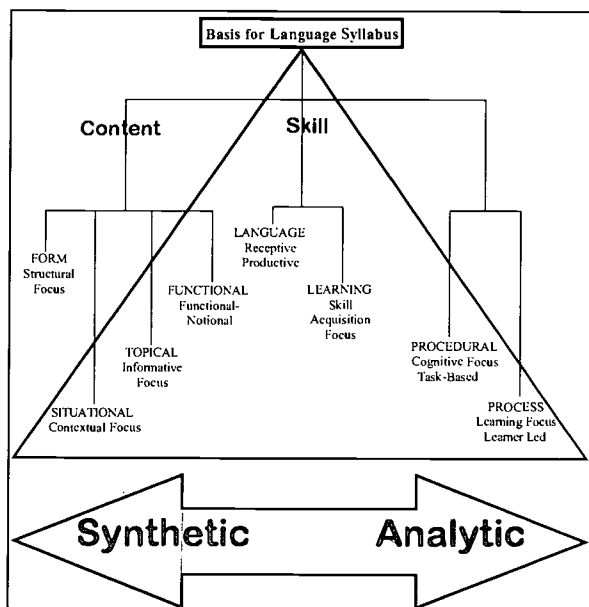 Basis for Language Syllabus
Content
Skill
FORM
Structural
Focus
SITUATIONAL
Contextual Focus
TOPICAL
Informative
Focus
FUNCTIONAL
Functional-
Notional
LANGUAGE
Receptive
Productive
LEARNING
Skill
Acquisition
Focus
PROCEDURAL
Cognitive Focus
Task-Based
PROCESS
Learning Focus
Learner Led
Synthetic
Analytic